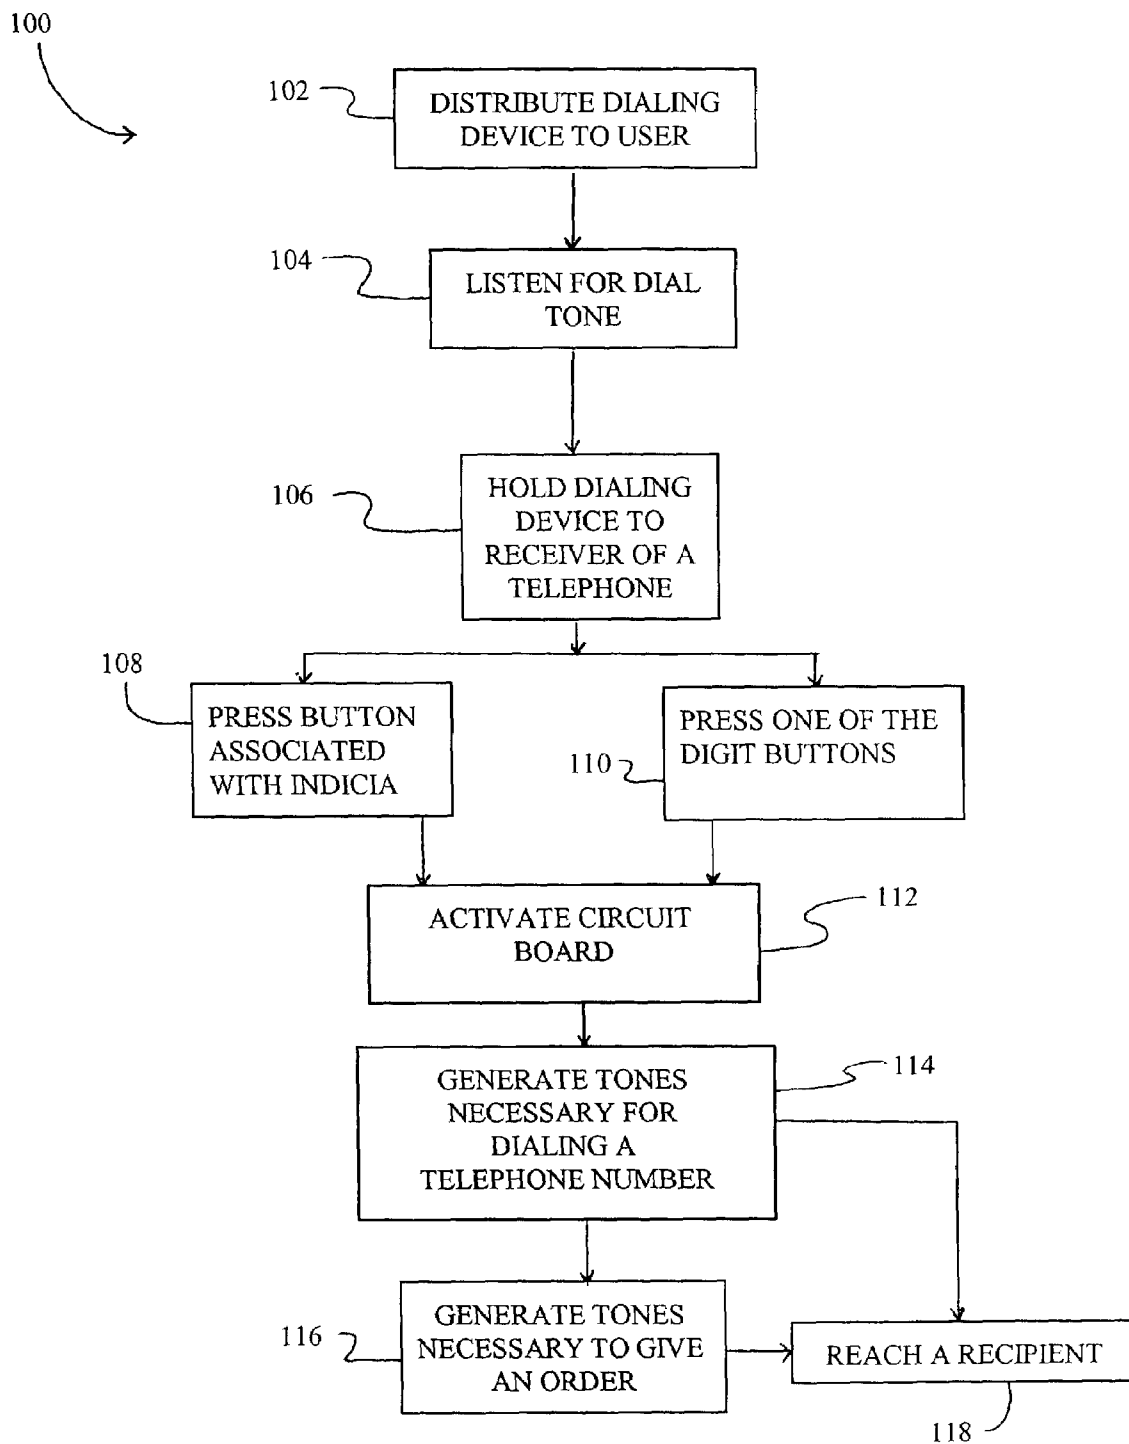 100
102
DISTRIBUTE DIALING
DEVICE TO USER
104
LISTEN FOR DIAL
TONE
106
HOLD DIALING
DEVICE TO
RECEIVER OF A
TELEPHONE
108
PRESS BUTTON
ASSOCIATED
WITH INDICIA
110
PRESS ONE OF THE
DIGIT BUTTONS
112
ACTIVATE CIRCUIT
BOARD
114
GENERATE TONES
NECESSARY FOR
DIALING A
TELEPHONE NUMBER
116
GENERATE TONES
NECESSARY TO GIVE
AN ORDER
REACH A RECIPIENT
118